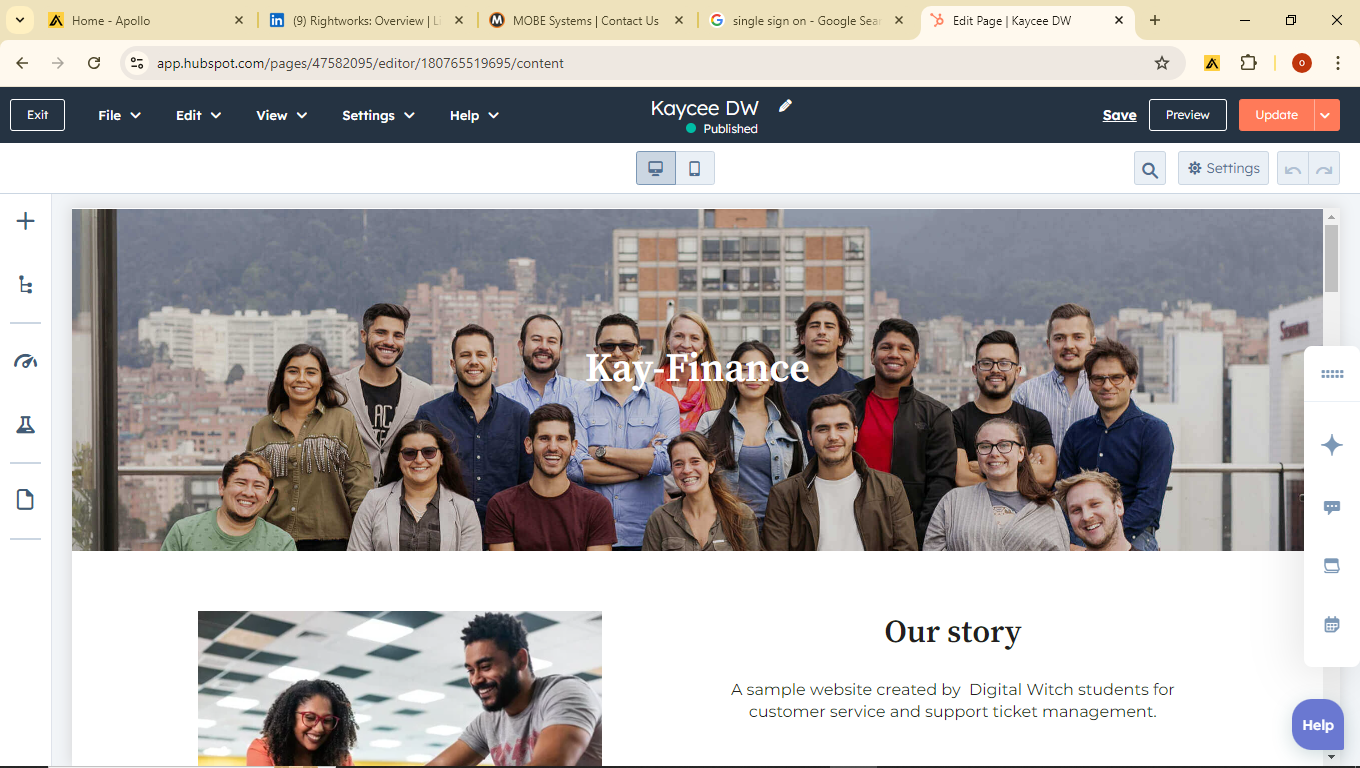 Home - Apollo
(9) Rightworks: Overview | Li
MOBE Systems | Contact Us
single sign on - Google Sear
Edit Page | Kaycee DW
app.hubspot.com/pages/47582095/editor/180765519695/content
O
Exit
File
Edit
View
Settings
Help
Kaycee DW
Published
Save
Preview
Update
Settings
Kay-Finance
Our story
A sample website created by Digital Witch students for
customer service and support ticket management.
Help